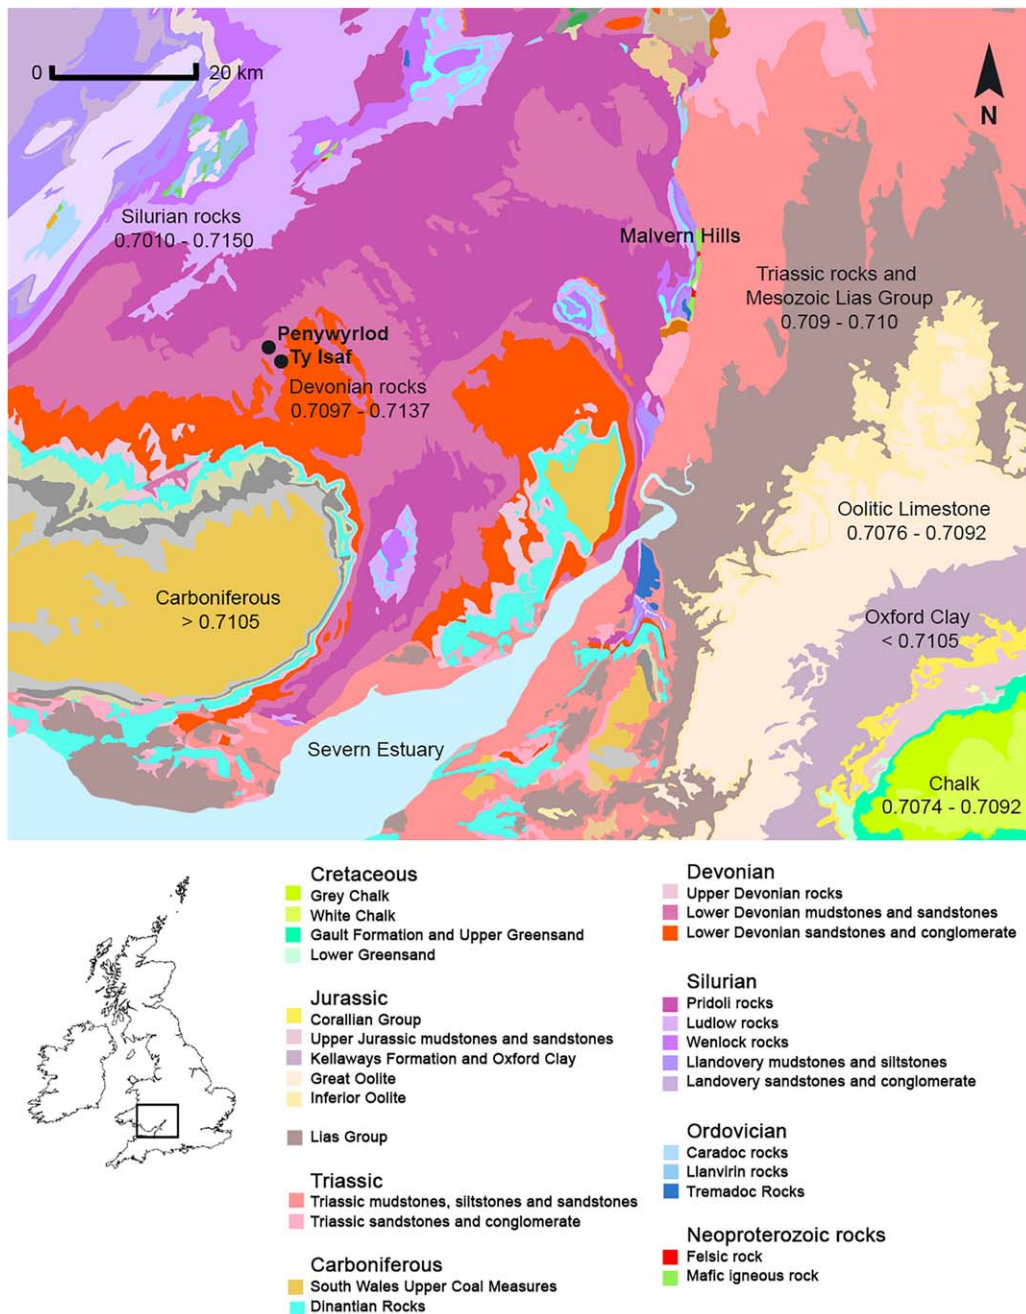 0 20 km
N
Silurian rocks
0.7010 - 0.7150
Malvern Hills
Triassic rocks and
Mesozoic Lias Group
0.709 - 0.710
Penywyrlod
Ty Isaf
Devonian rocks
0.7097 - 0.7137
Oolitic Limestone
0.7076 - 0.7092
Carboniferous
> 0.7105
Oxford Clay
< 0.7105
Severn Estuary
Chalk
0.7074 - 0.7092
Cretaceous
Grey Chalk
White Chalk
Gault Formation and Upper Greensand
Lower Greensand
Jurassic
Corallian Group
Upper Jurassic mudstones and sandstones
Kellaways Formation and Oxford Clay
Great Oolite
Inferior Oolite
Lias Group
Triassic
Triassic mudstones, siltstones and sandstones
Triassic sandstones and conglomerate
Carboniferous
South Wales Upper Coal Measures
Dinantian Rocks
Devonian
Upper Devonian rocks
Lower Devonian mudstones and sandstones
Lower Devonian sandstones and conglomerate
Silurian
Pridoli rocks
Ludlow rocks
Wenlock rocks
Llandovery mudstones and siltstones
Landovery sandstones and conglomerate
Ordovician
Caradoc rocks
Llanvirin rocks
Tremadoc Rocks
Neoproterozoic rocks
Felsic rock
Mafic igneous rock